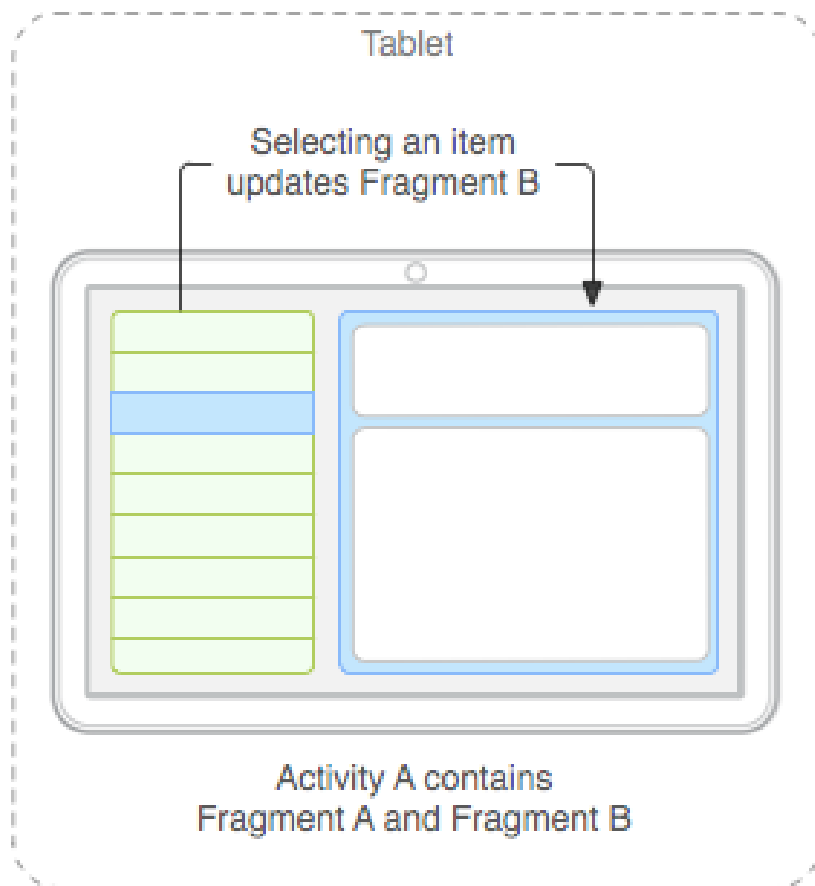 Tablet
Selecting an item
updates Fragment B
Activity A contains
Fragment A and Fragment B